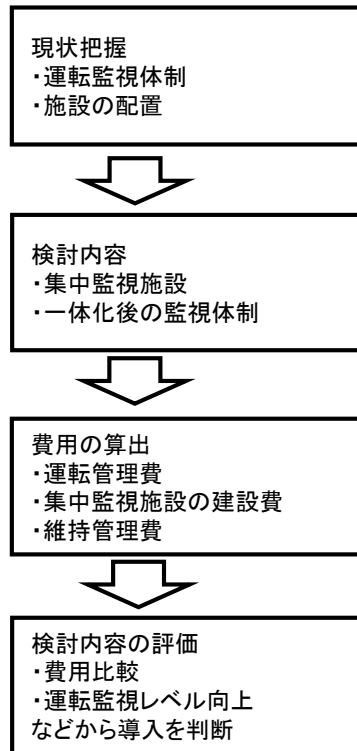 現状把握
・運転監視体制
・施設の配置
検討内容
・集中監視施設
・一体化後の監視体制
費用の算出
・運転管理費
・集中監視施設の建設費
・維持管理費
検討内容の評価
・費用比較
・運転監視レベル向上
などから導入を判断